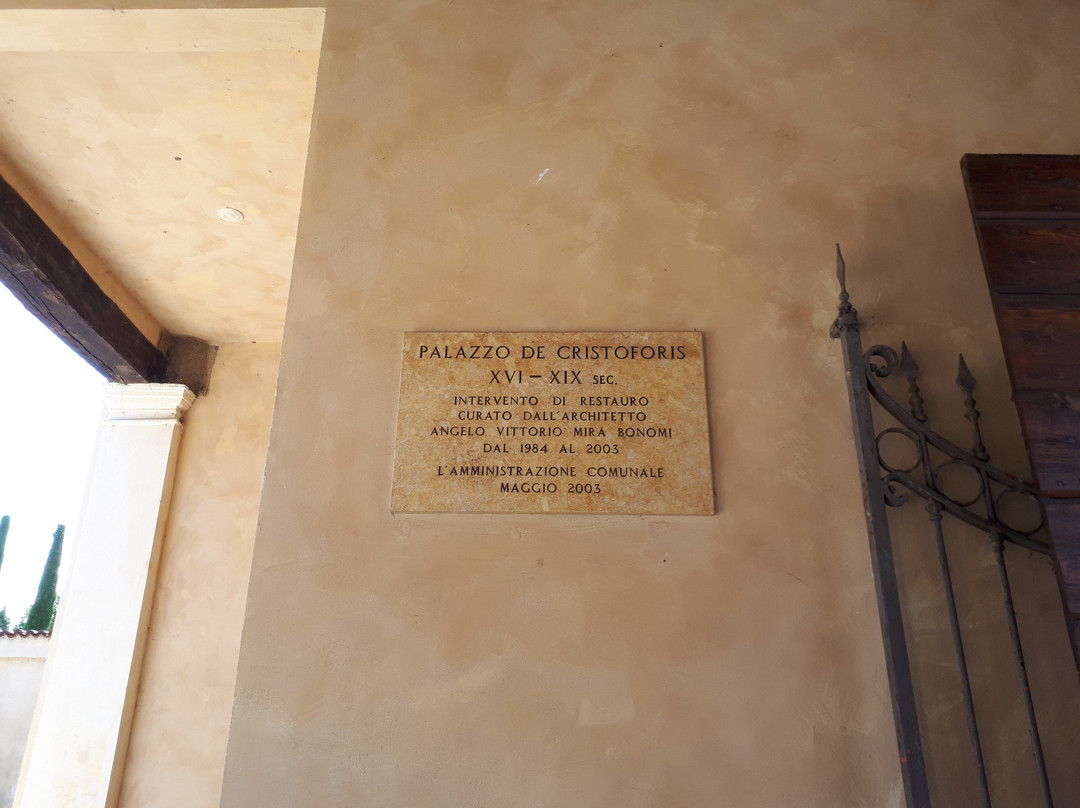 PALAZZO DE CRISTOFORIS
XVI – XIX SEC.
INTERVENTO DI RESTAURO
CURATO DALL'ARCHITETTO
ANGELO VITTORIO MIRA BONOMI
DAL 1984 AL 2003
L'AMMINISTRAZIONE COMUNALE
MAGGIO 2003